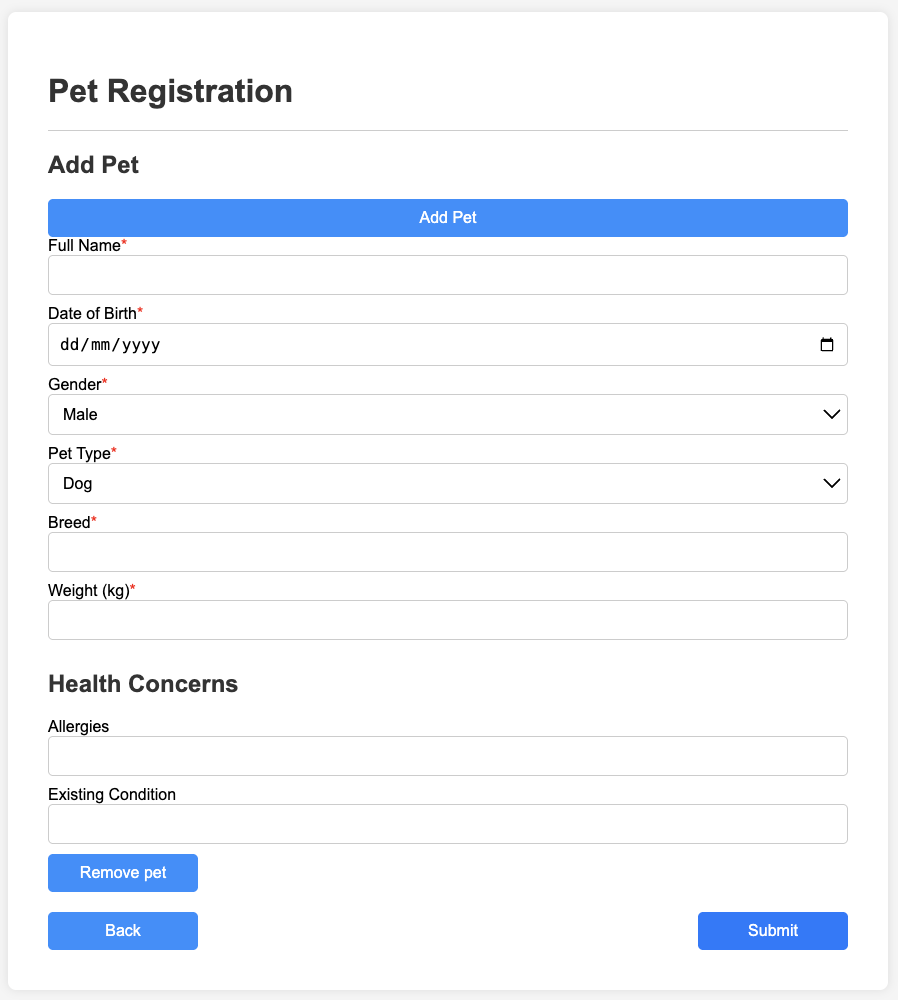 Pet Registration
Add Pet
Add Pet
Full Name*
Date of Birth*
dd/mm/yyyy
Gender*
Male
Pet Type*
Dog
Breed*
Weight (kg)*
Health Concerns
Allergies
Existing Condition
Remove pet
Back Submit